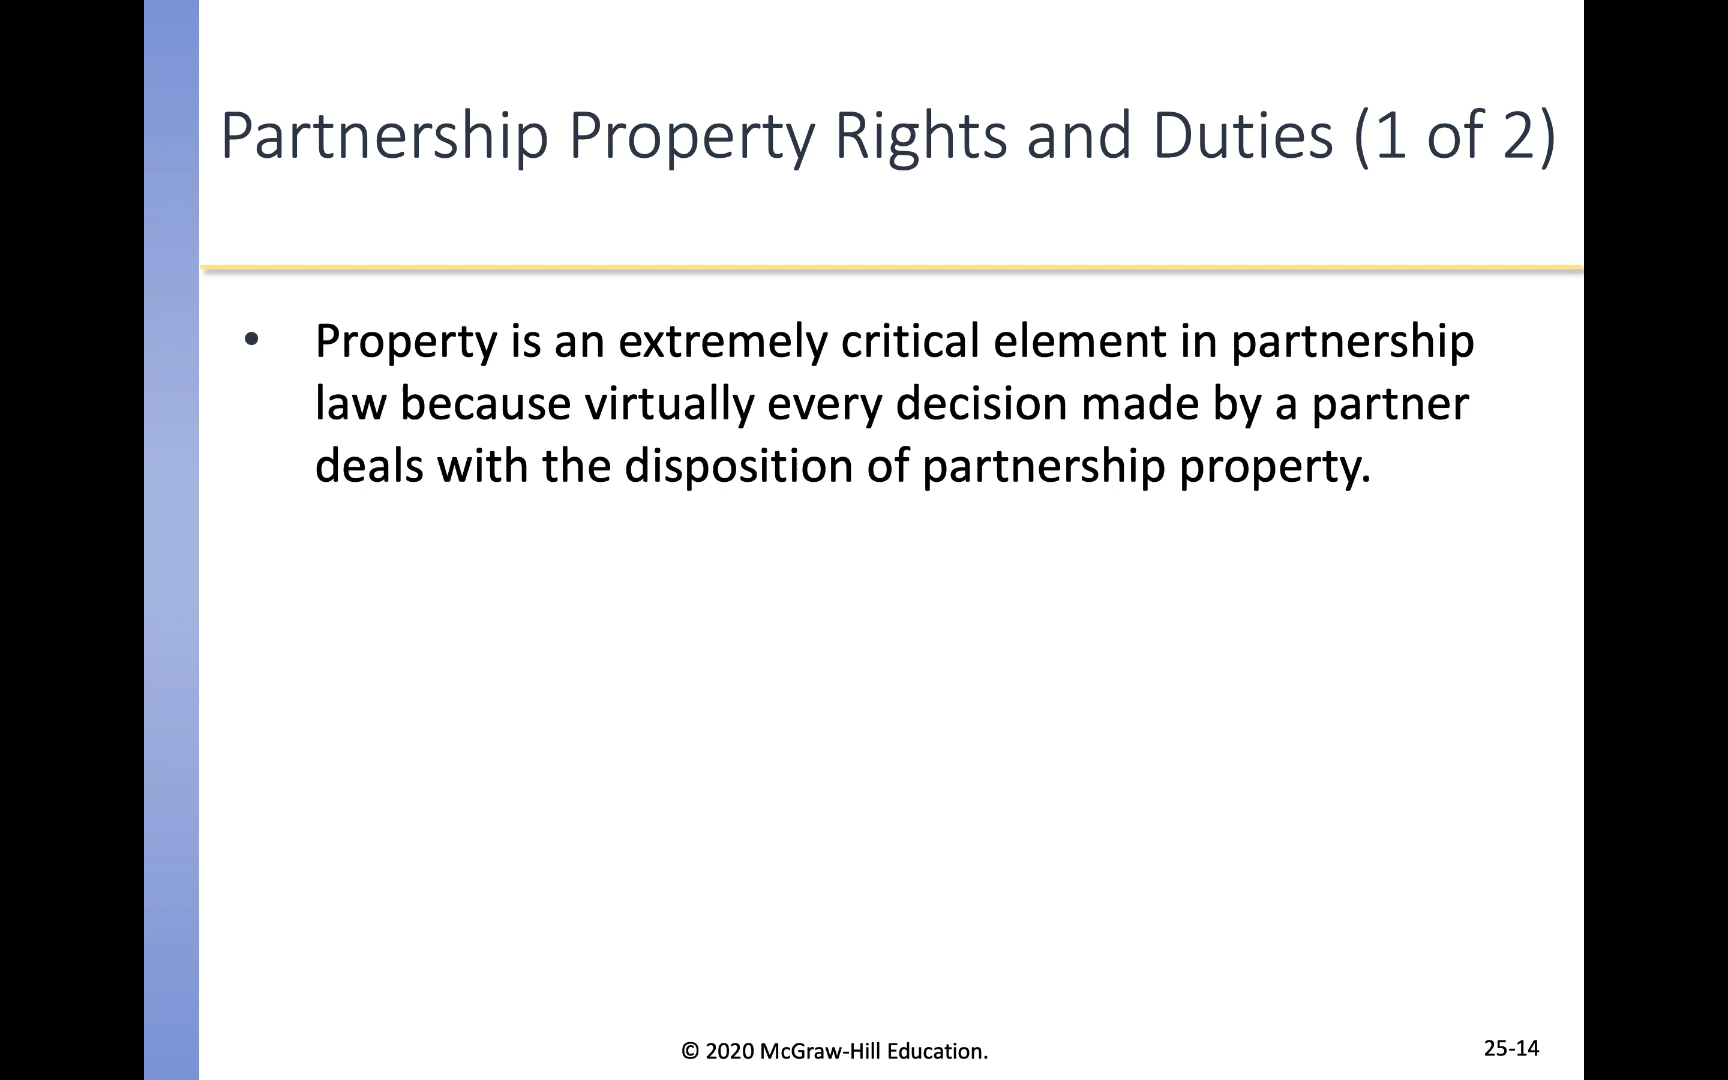 Partnership Property Rights and Duties (1 of 2)
• Property is an extremely critical element in partnership
law because virtually every decision made by a partner
deals with the disposition of partnership property.
© 2020 McGraw-Hill Education.
25-14